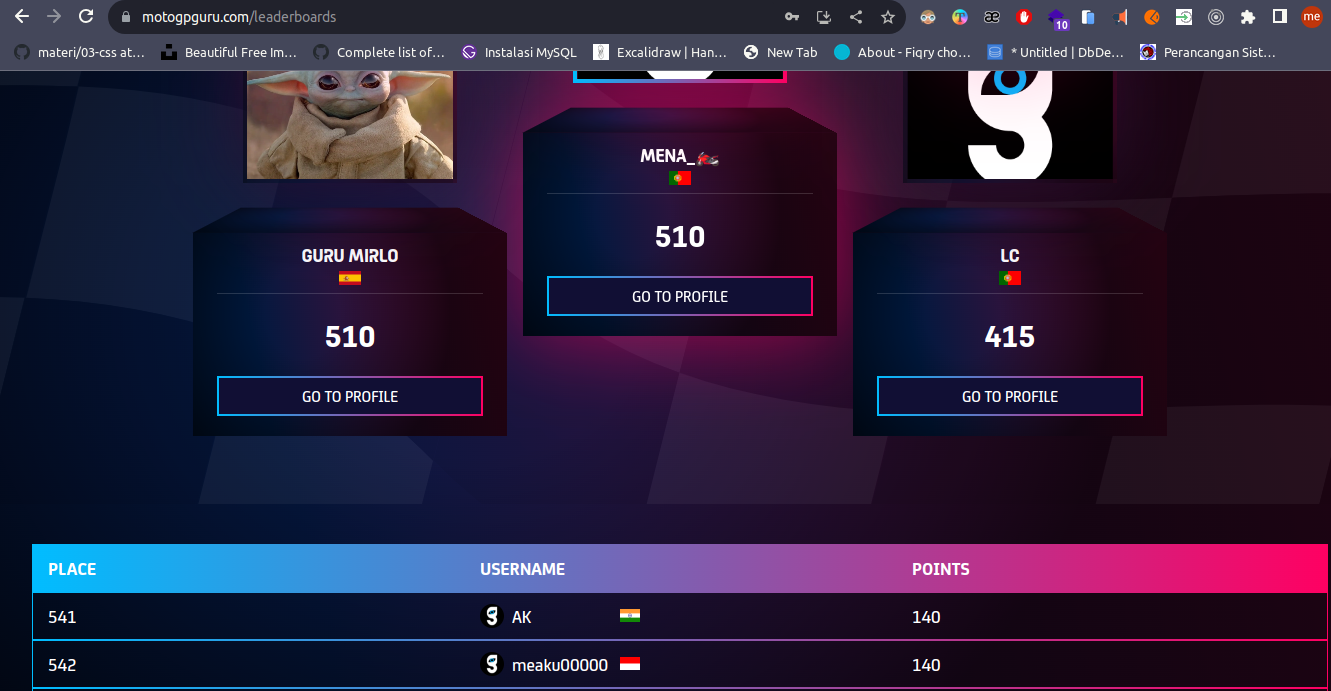 motogpguru.com/leaderboards
me
10
materi/03-css at...
Beautiful Free Im...
Complete list of...
Instalasi MySQL
Excalidraw | Han...
New Tab
About - Fiqry cho...
* Untitled | DbDe...
Perancangan Sist...
MENA_🏍️
510
GO TO PROFILE
GURU MIRLO
510
GO TO PROFILE
LC
415
GO TO PROFILE
PLACE USERNAME POINTS
541 AK 140
542 meaku00000 140